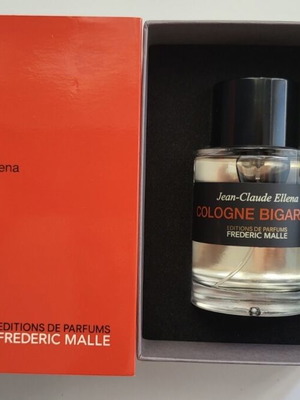 ena
EDITIONS DE PARFUMS
FREDERIC MALLE
Jean-Claude Ellena
COLOGNE BIGAR
EDITIONS DE PARFUMS
FREDERIC MALLE